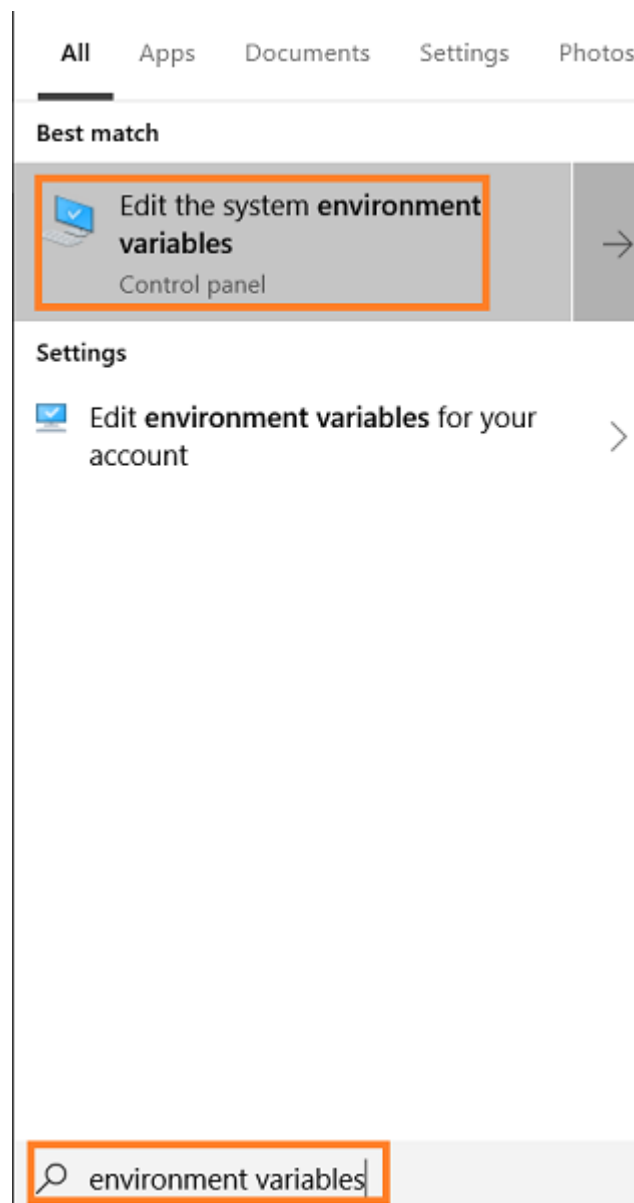 All Apps Documents Settings Photos
Best match
Edit the system environment
variables
Control panel
Settings
Edit environment variables for your
account
environment variables